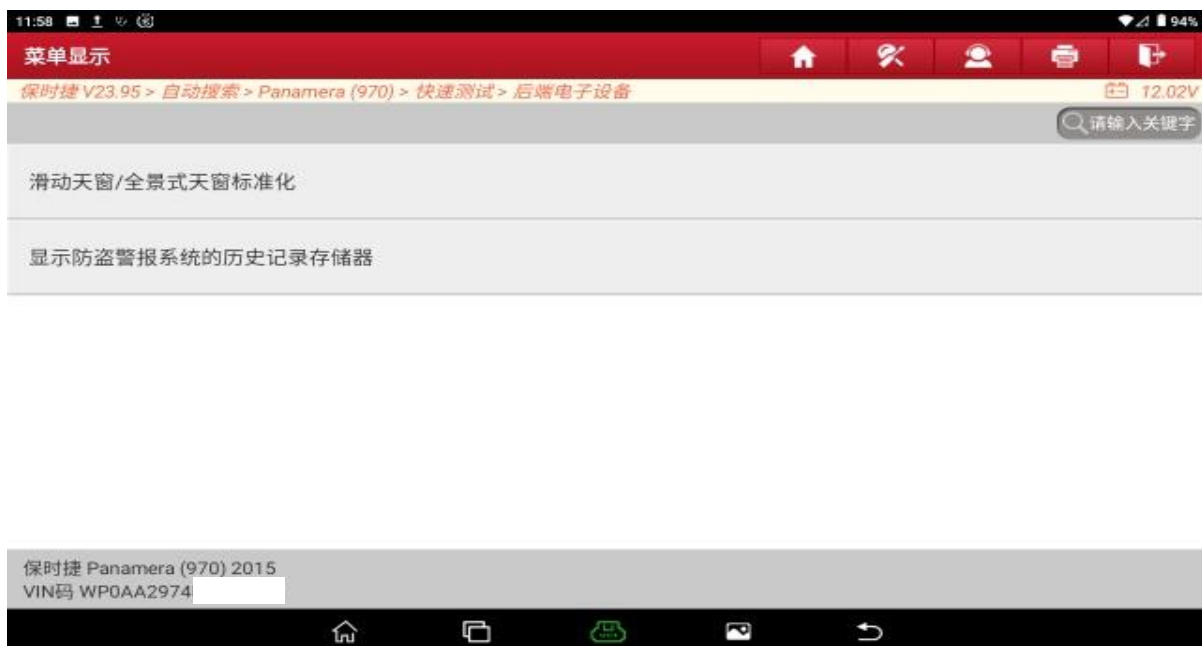 11:58
94%
菜单显示
保时捷 V23.95 > 自动搜索 > Panamera (970) > 快速测试 > 后端电子设备
12.02V
请输入关键字
滑动天窗/全景式天窗标准化
显示防盗警报系统的历史记录存储器
保时捷 Panamera (970) 2015
VIN码 WP0AA2974